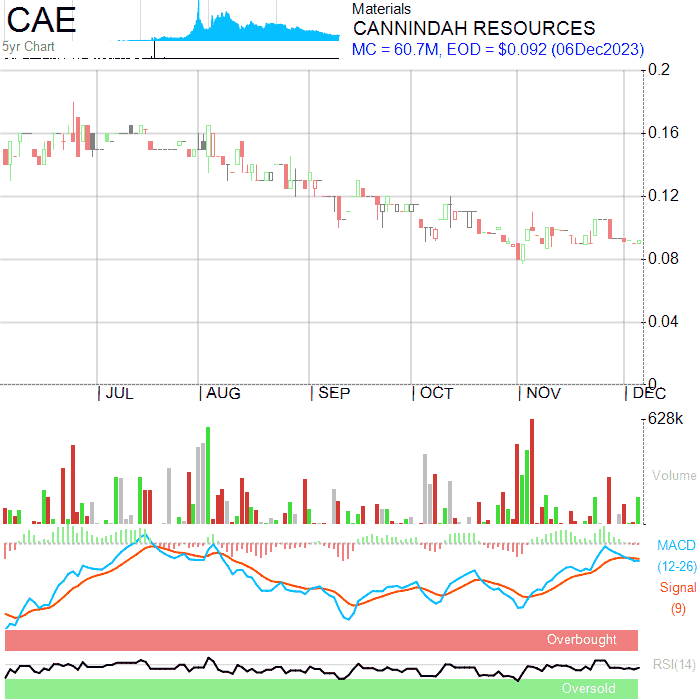 CAE
5yr Chart
Materials
CANNINDAH RESOURCES
MC = 60.7M, EOD = $0.092 (06Dec2023)
0.2
0.16
0.12
0.08
0.04
0
JUL AUG SEP OCT NOV DEC
628k
Volume
MACD
(12-26)
Signal
(9)
Overbought
RSI(14)
Oversold